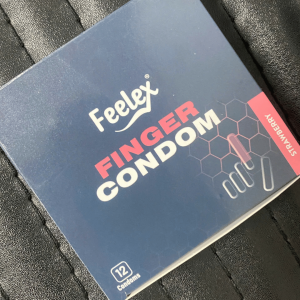 Feelex®
FINGER
CONDOM
STRAWBERRY
12
Condoms